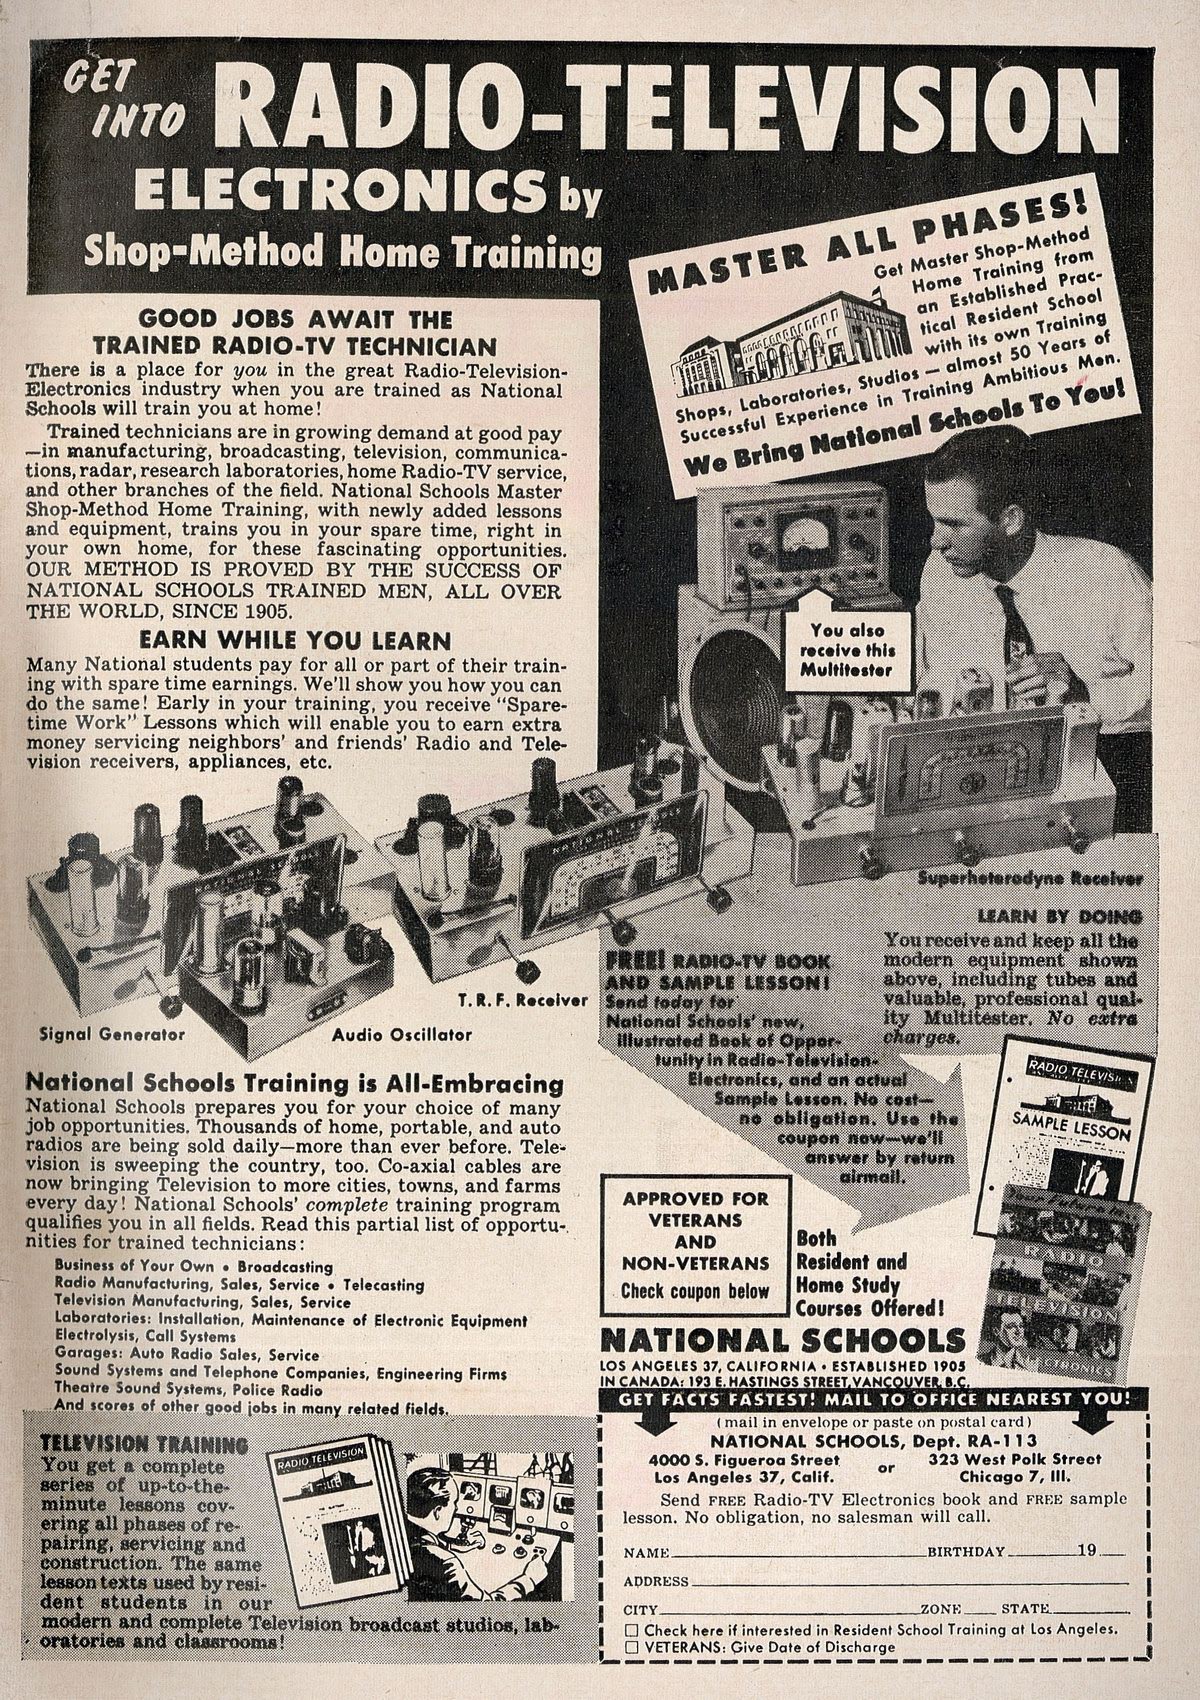 GET
INTO
RADIO-TELEVISION
ELECTRONICS by
Shop-Method Home Training
MASTER ALL PHASES!
Get Master Shop-Method
Home Training from
an Established Prac-
tical Resident School
with its own Training
Shops, Laboratories, Studios — almost 50 Years of
Successful Experience in Training Ambitious Men.
We Bring National Schools To You!
GOOD JOBS AWAIT THE
TRAINED RADIO-TV TECHNICIAN
There is a place for you in the great Radio-Television-
Electronics industry when you are trained as National
Schools will train you at home!
Trained technicians are in growing demand at good pay
—in manufacturing, broadcasting, television, communica-
tions, radar, research laboratories, home Radio-TV service,
and other branches of the field. National Schools Master
Shop-Method Home Training, with newly added lessons
and equipment, trains you in your spare time, right in
your own home, for these fascinating opportunities.
OUR METHOD IS PROVED BY THE SUCCESS OF
NATIONAL SCHOOLS TRAINED MEN, ALL OVER
THE WORLD, SINCE 1905.
EARN WHILE YOU LEARN
Many National students pay for all or part of their train-
ing with spare time earnings. We'll show you how you can
do the same! Early in your training, you receive "Spare-
time Work" Lessons which will enable you to earn extra
money servicing neighbors' and friends' Radio and Tele-
vision receivers, appliances, etc.
You also
receive this
Multitester
NATIONAL SCHOOLS
NATIONAL SCHOOLS
Superheterodyne Receiver
T.R.F. Receiver
Signal Generator
Audio Oscillator
LEARN BY DOING
You receive and keep all the
modern equipment shown
above, including tubes and
valuable, professional qual-
ity Multitester. No extra
charges.
FREE! RADIO-TV BOOK
AND SAMPLE LESSON!
Send today for
National Schools' new,
illustrated Book of Oppor-
tunity in Radio-Television-
Electronics, and an actual
Sample Lesson. No cost—
no obligation. Use the
coupon now—we'll
answer by return
airmail.
RADIO TELEVISION
SAMPLE LESSON
Your future in
RADIO
TELEVISION
ELECTRONICS
National Schools Training is All-Embracing
National Schools prepares you for your choice of many
job opportunities. Thousands of home, portable, and auto
radios are being sold daily—more than ever before. Tele-
vision is sweeping the country, too. Co-axial cables are
now bringing Television to more cities, towns, and farms
every day! National Schools' complete training program
qualifies you in all fields. Read this partial list of opportu-
nities for trained technicians:
Business of Your Own • Broadcasting
Radio Manufacturing, Sales, Service • Telecasting
Television Manufacturing, Sales, Service
Laboratories: Installation, Maintenance of Electronic Equipment
Electrolysis, Call Systems
Garages: Auto Radio Sales, Service
Sound Systems and Telephone Companies, Engineering Firms
Theatre Sound Systems, Police Radio
And scores of other good jobs in many related fields.
APPROVED FOR
VETERANS
AND
NON-VETERANS
Check coupon below
Both
Resident and
Home Study
Courses Offered!
NATIONAL SCHOOLS
LOS ANGELES 37, CALIFORNIA • ESTABLISHED 1905
IN CANADA: 193 E. HASTINGS STREET, VANCOUVER, B.C.
TELEVISION TRAINING
You get a complete
series of up-to-the-
minute lessons cov-
ering all phases of re-
pairing, servicing and
construction. The same
lesson texts used by resi-
dent students in our
modern and complete Television broadcast studios, lab-
oratories and classrooms!
RADIO TELEVISION
GET FACTS FASTEST! MAIL TO OFFICE NEAREST YOU!
(mail in envelope or paste on postal card)
NATIONAL SCHOOLS, Dept. RA-113
4000 S. Figueroa Street or 323 West Polk Street
Los Angeles 37, Calif. Chicago 7, Ill.
Send FREE Radio-TV Electronics book and FREE sample
lesson. No obligation, no salesman will call.
NAME BIRTHDAY 19
ADDRESS
CITY ZONE STATE
Check here if interested in Resident School Training at Los Angeles.
VETERANS: Give Date of Discharge